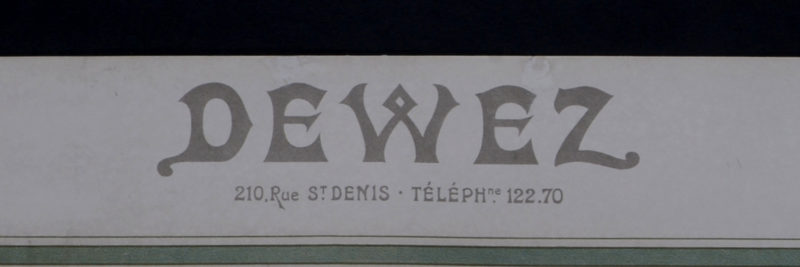 DEWEZ
210, Rue ST DENIS · TÉLÉPHne. 122.70